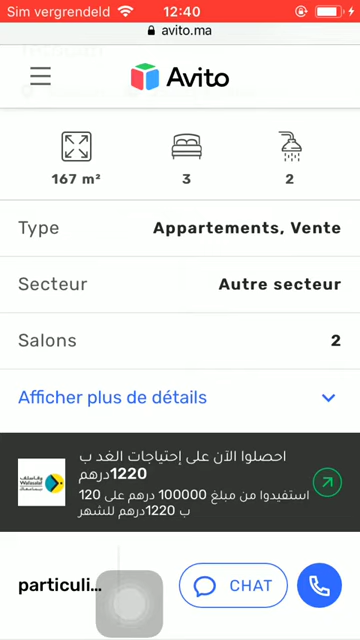 Sim vergrendeld
12:40
avito.ma
Avito
167 m²
3
2
Type
Appartements, Vente
Secteur
Autre secteur
Salons
2
Afficher plus de détails
احصلوا الآن على إحتياجات الغد ب
1220درهم
استفيدوا من مبلغ 100000 درهم على 120
ب 1220درهم للشهر
وفاسلف
Wafasalaf
particuli...
CHAT